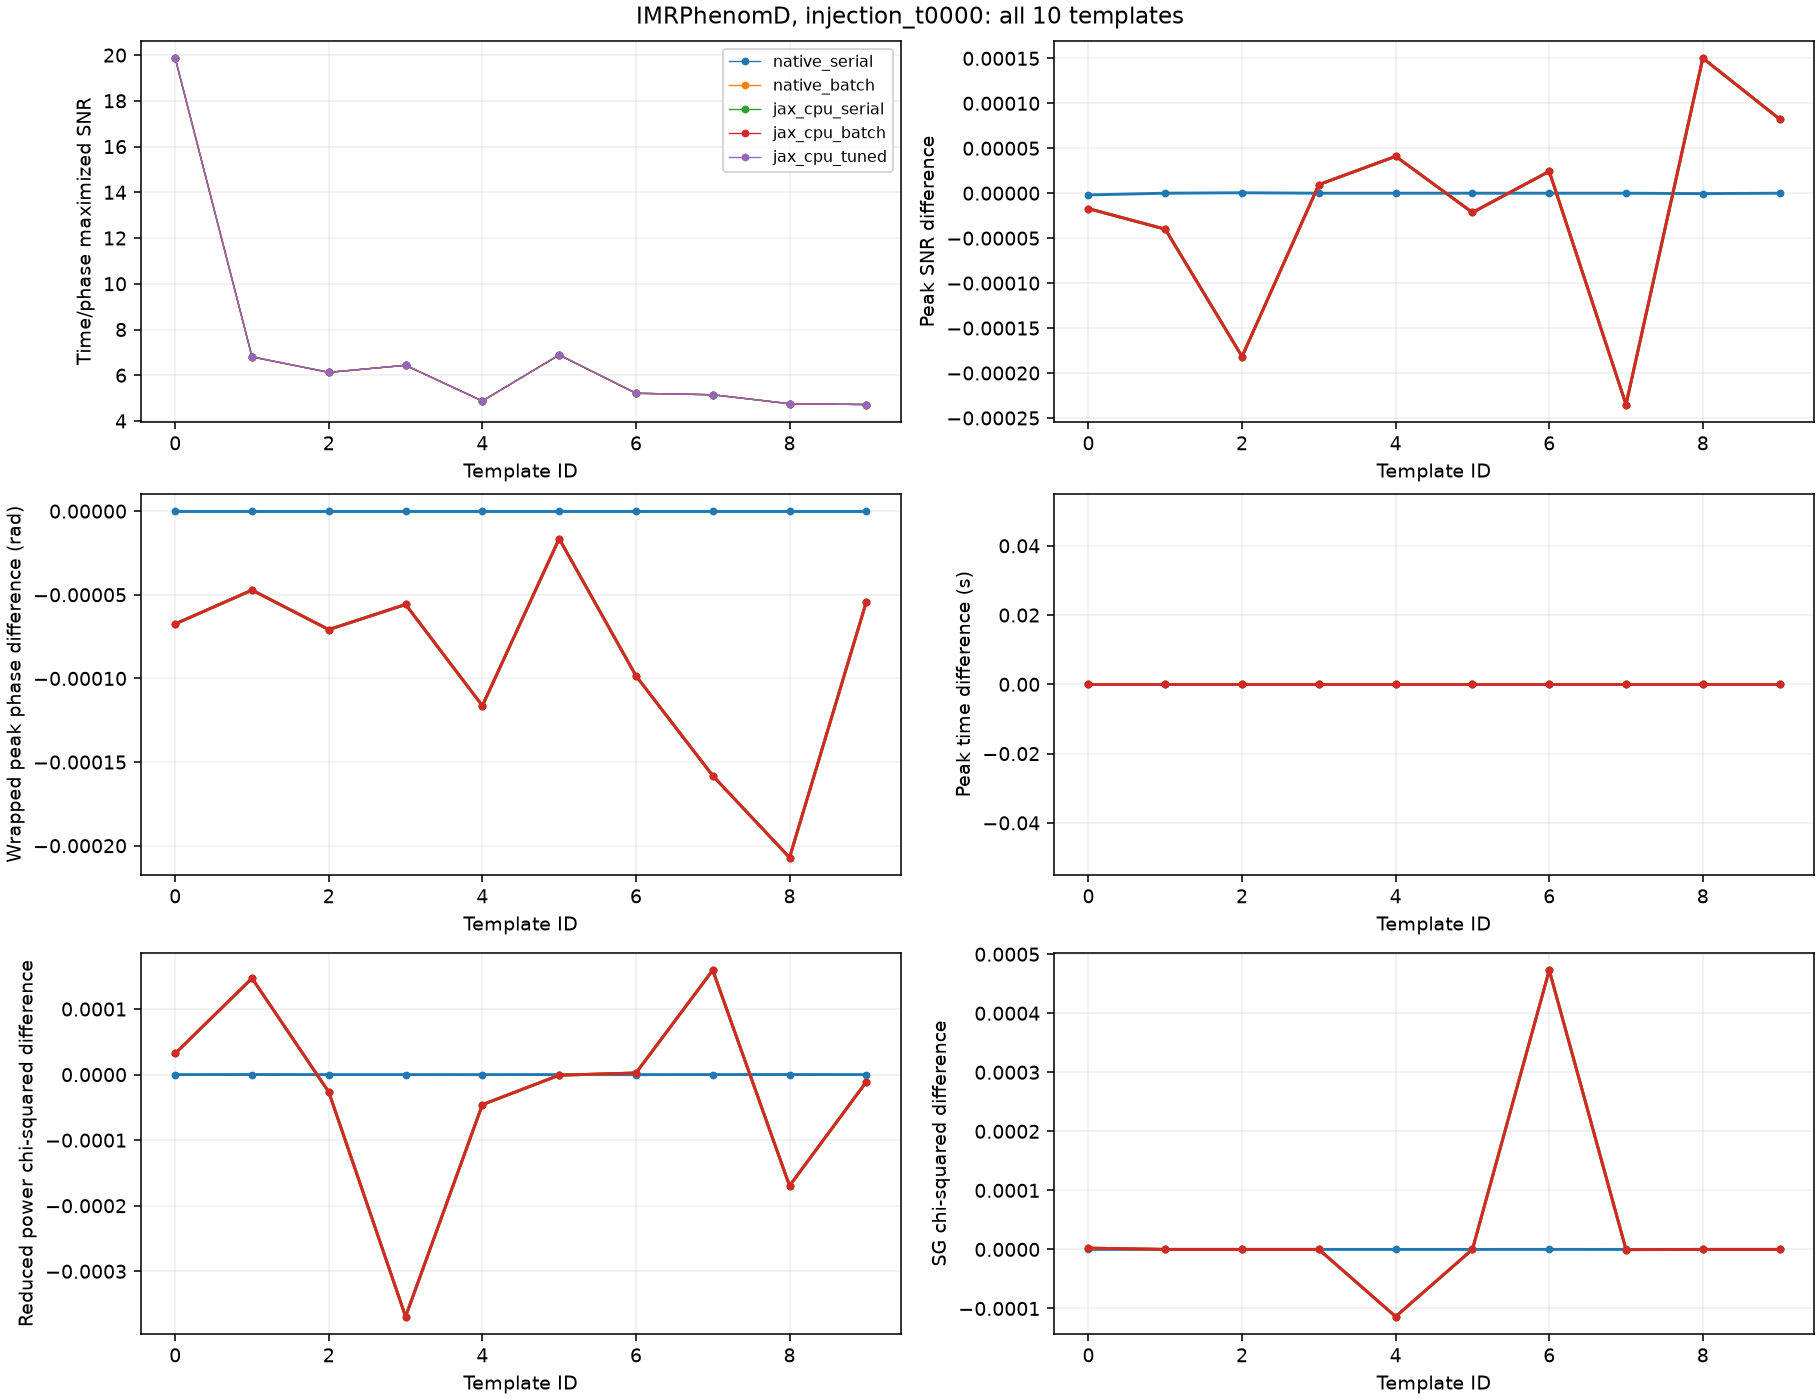 IMRPhenomD, injection_t0000: all 10 templates
20
18
16
14
12
10
8
6
4
Time/phase maximized SNR
native_serial
native_batch
jax_cpu_serial
jax_cpu_batch
jax_cpu_tuned
0 2 4 6 8
Template ID
0.00015
0.00010
0.00005
0.00000
−0.00005
−0.00010
−0.00015
−0.00020
−0.00025
Peak SNR difference
0 2 4 6 8
Template ID
0.00000
−0.00005
−0.00010
−0.00015
−0.00020
Wrapped peak phase difference (rad)
0 2 4 6 8
Template ID
0.04
0.02
0.00
−0.02
−0.04
Peak time difference (s)
0 2 4 6 8
Template ID
0.0001
0.0000
−0.0001
−0.0002
−0.0003
Reduced power chi-squared difference
0 2 4 6 8
Template ID
0.0005
0.0004
0.0003
0.0002
0.0001
0.0000
−0.0001
SG chi-squared difference
0 2 4 6 8
Template ID